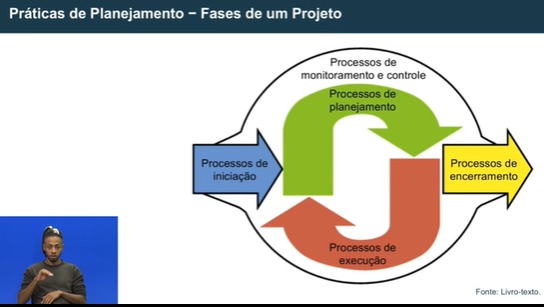 Práticas de Planejamento – Fases de um Projeto
Processos de
monitoramento e controle
Processos de
planejamento
Processos de
iniciação
Processos de
encerramento
Processos de
execução
Fonte: Livro-texto.